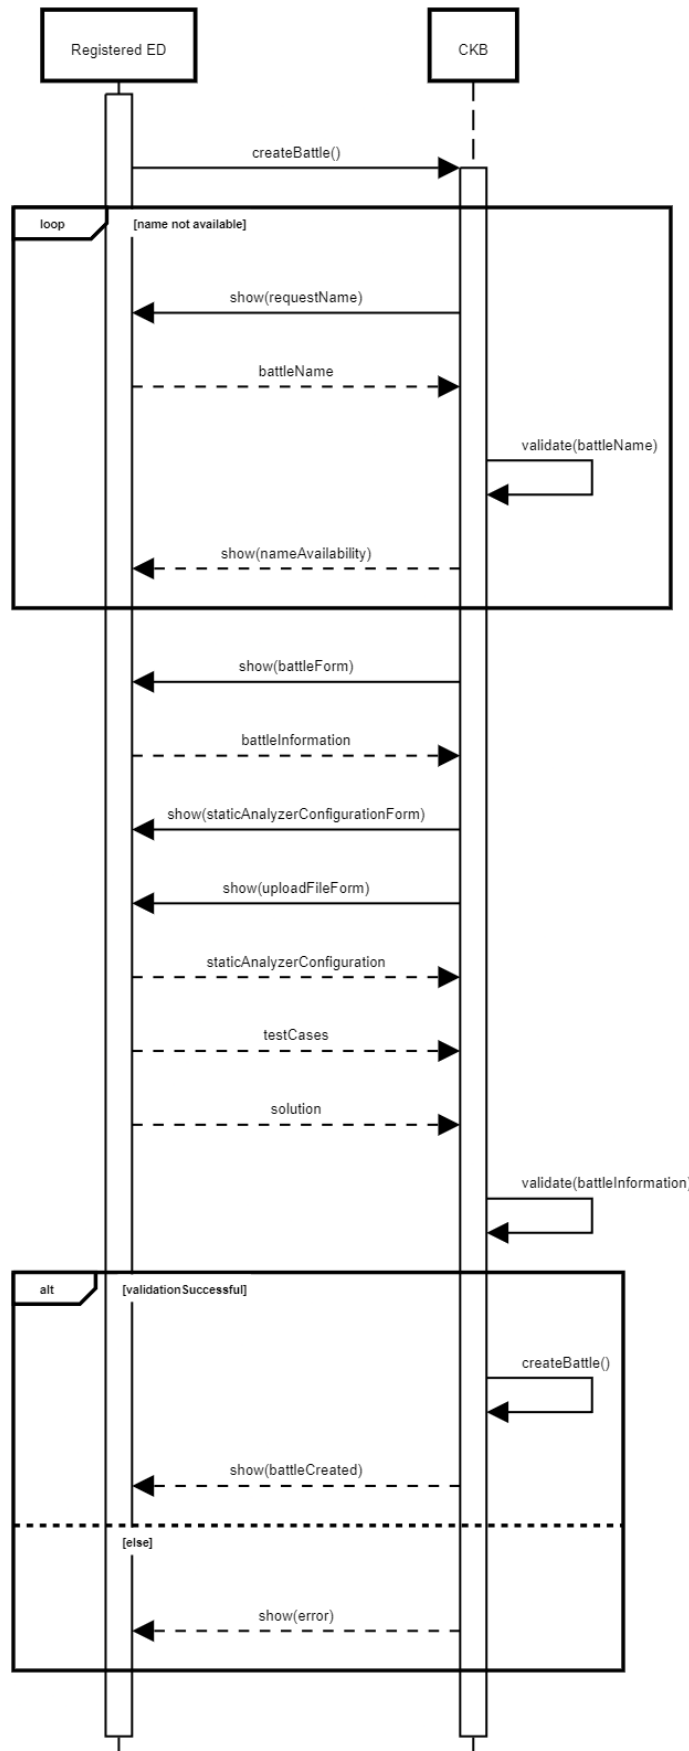 Registered ED
CKB
createBattle()
loop
[name not available]
show(requestName)
battleName
validate(battleName)
show(nameAvailability)
show(battleForm)
battleInformation
show(staticAnalyzerConfigurationForm)
show(uploadFileForm)
staticAnalyzerConfiguration
testCases
solution
validate(battleInformation)
alt
[validationSuccessful]
createBattle()
show(battleCreated)
[else]
show(error)